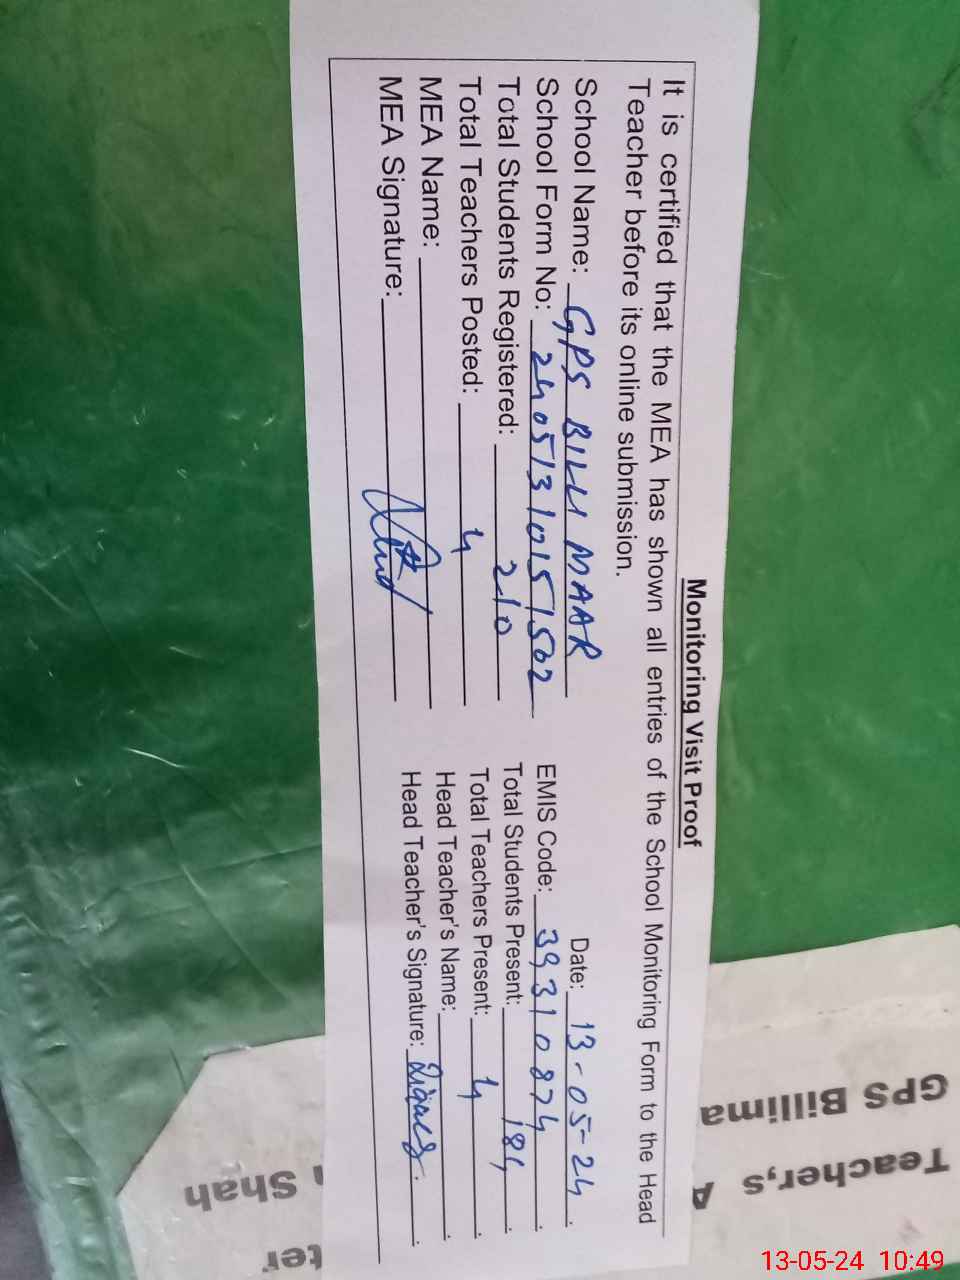 Monitoring Visit Proof
It is certified that the MEA has shown all entries of the School Monitoring Form to the Head
Teacher before its online submission.
Date: 13-05-24
School Name: GPS BILLI MAAR
School Form No: 24051310151502 EMIS Code: 39310874
Total Students Registered: 210 Total Students Present: 184
Total Teachers Posted: 4 Total Teachers Present: 4
MEA Name: Head Teacher's Name:
MEA Signature: Head Teacher's Signature:
Teacher,s A
GPS Billima
Shah
ter
13-05-24 10:49